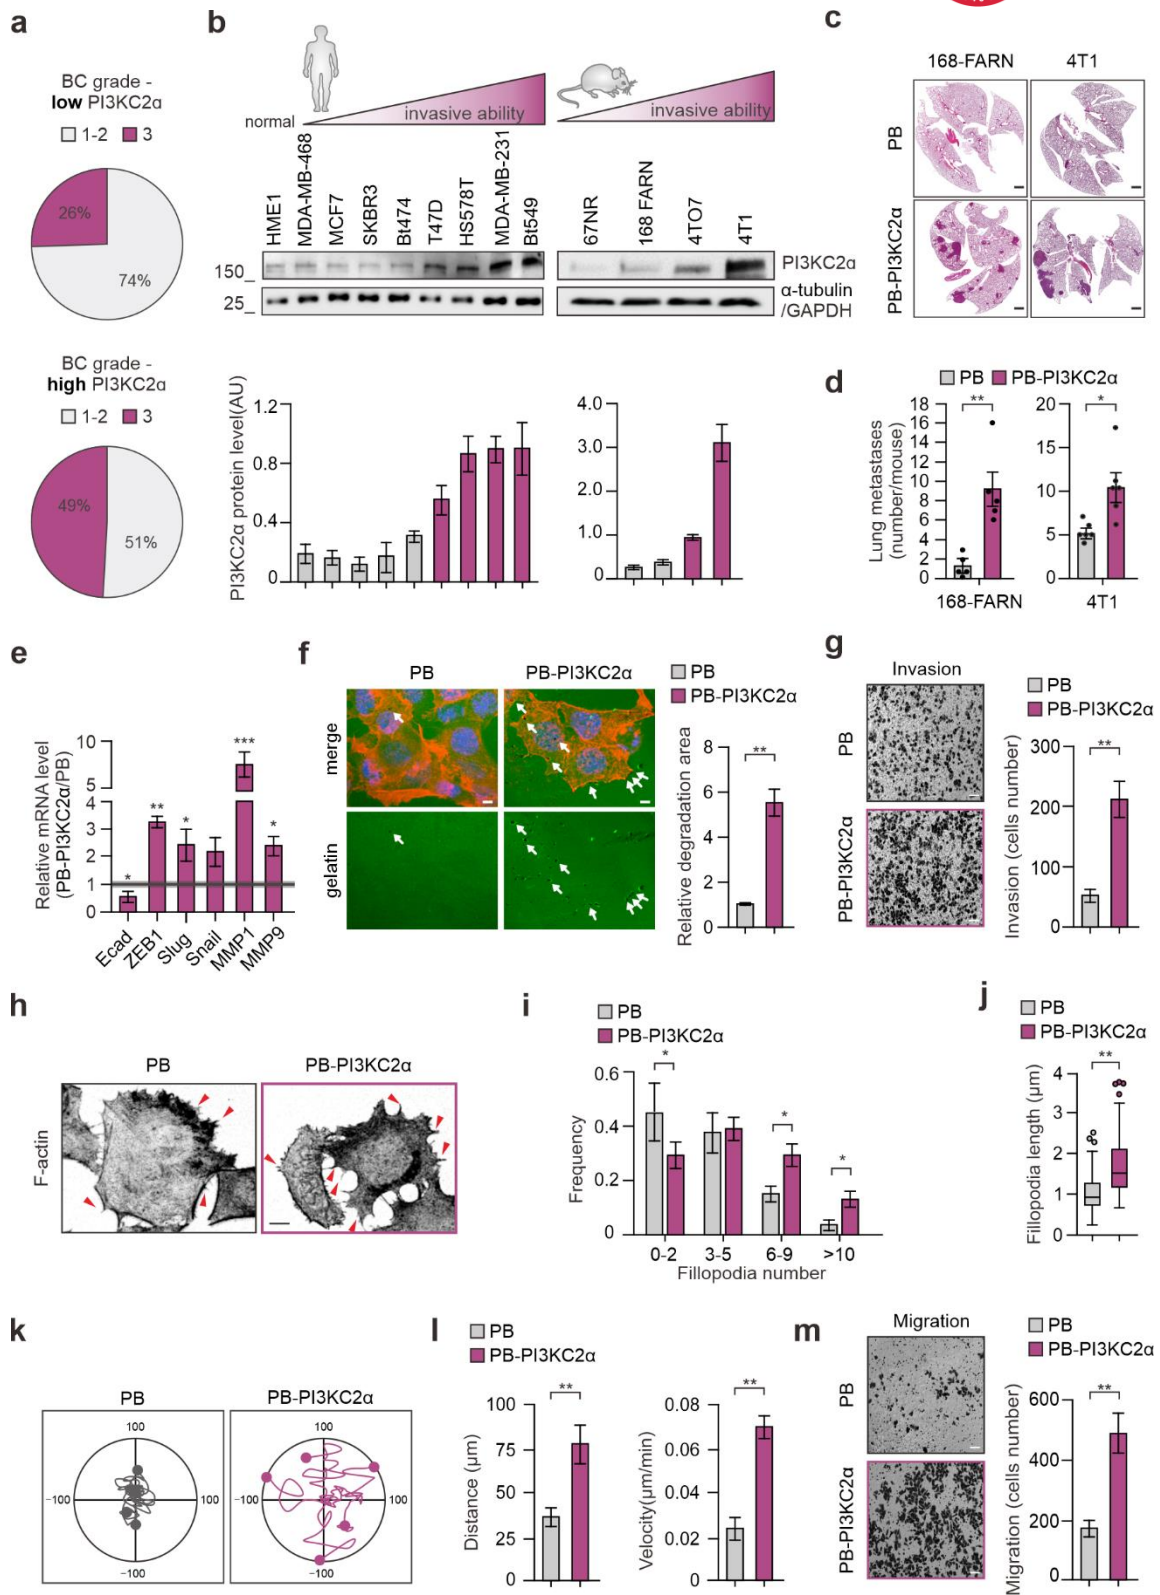 a
BC grade -
low PI3KC2α
1-2 3
26%
74%
BC grade -
high PI3KC2α
1-2 3
49%
51%
b
normal
invasive ability
invasive ability
HME1
MDA-MB-468
MCF7
SKBR3
Bt474
T47D
HS578T
MDA-MB-231
Bt549
67NR
168 FARN
4TO7
4T1
150_
PI3KC2α
25_
α-tubulin
/GAPDH
PI3KC2α protein level(AU)
1.2
0.8
0.4
0
4.0
3.0
2.0
1.0
0.0
c
168-FARN 4T1
PB
PB-PI3KC2α
d
PB PB-PI3KC2α
Lung metastases
(number/mouse)
** *
18
16
14
12
10
8
6
4
2
0
20
15
10
5
0
168-FARN 4T1
e
Relative mRNA level
(PB-PI3KC2α/PB)
10
5
4
3
2
1
0
* ** * *** *
Ecad
ZEB1
Slug
Snail
MMP1
MMP9
f
PB PB-PI3KC2α
merge
gelatin
PB
PB-PI3KC2α
Relative degradation area
8
6
4
2
0
**
g
Invasion
PB
PB-PI3KC2α
PB
PB-PI3KC2α
Invasion (cells number)
300
200
100
0
**
h
PB PB-PI3KC2α
F-actin
i
PB
PB-PI3KC2α
Frequency
0.6
0.4
0.2
0
* * *
0-2 3-5 6-9 >10
Fillopodia number
j
PB
PB-PI3KC2α
Fillopodia length (μm)
4
3
2
1
0
**
k
PB PB-PI3KC2α
100 100
-100 100 -100 100
-100 -100
l
PB
PB-PI3KC2α
Distance (μm)
100
75
50
25
0
**
Velocity(μm/min)
0.08
0.06
0.04
0.02
0
**
m
Migration
PB
PB-PI3KC2α
PB
PB-PI3KC2α
Migration (cells number)
600
400
200
0
**